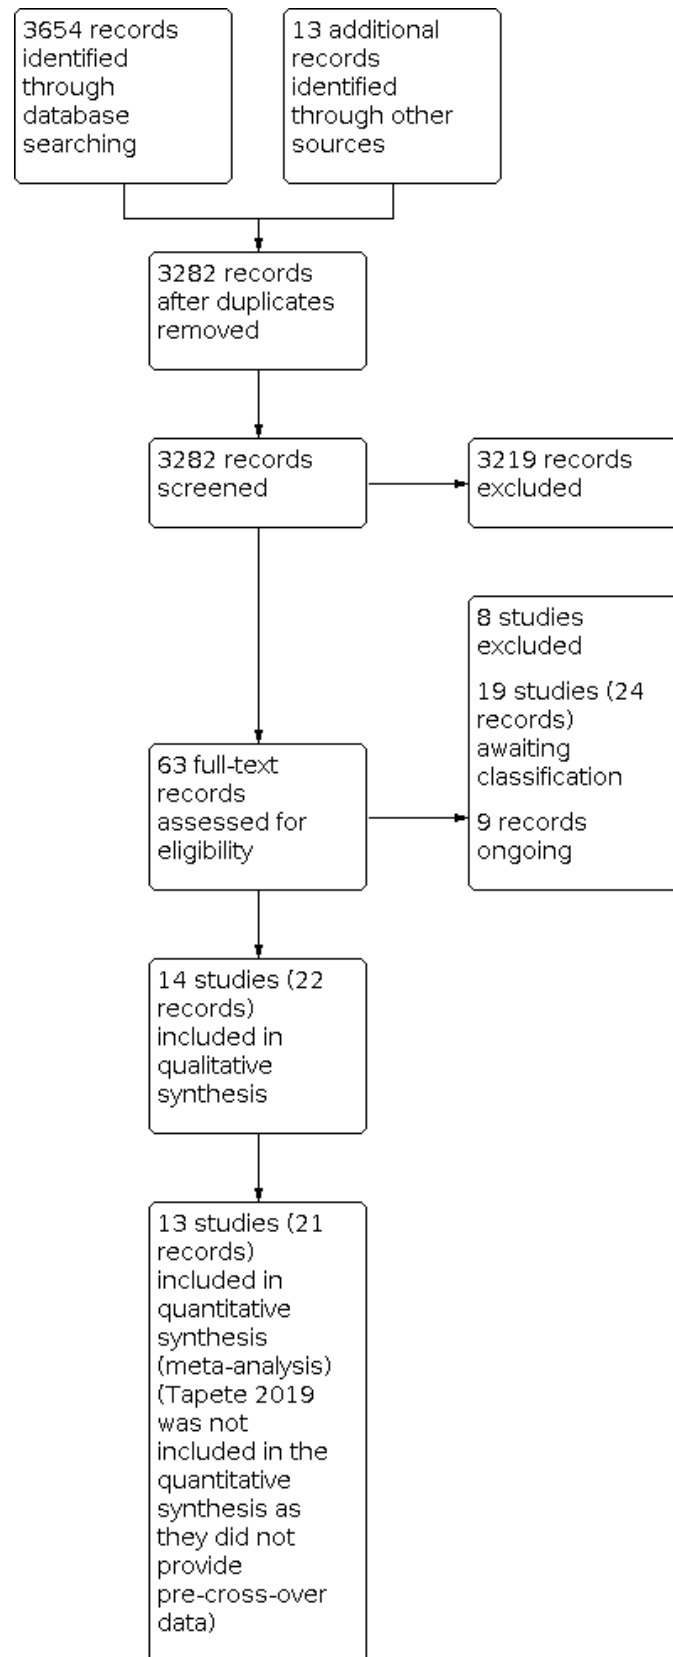 3654 records
identified
through
database
searching
13 additional
records
identified
through other
sources
3282 records
after duplicates
removed
3282 records
screened
3219 records
excluded
8 studies
excluded
19 studies (24
records)
awaiting
classification
9 records
ongoing
63 full-text
records
assessed for
eligibility
14 studies (22
records)
included in
qualitative
synthesis
13 studies (21
records)
included in
quantitative
synthesis
(meta-analysis)
(Tapete 2019
was not
included in the
quantitative
synthesis as
they did not
provide
pre-cross-over
data)